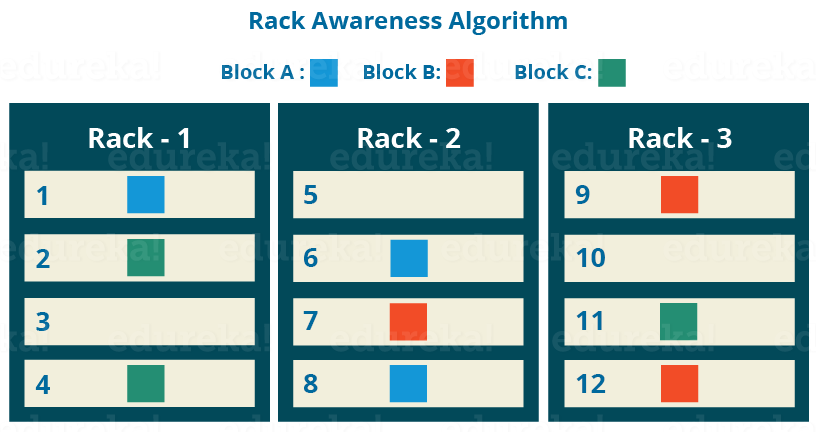 Rack Awareness Algorithm
Block A : Block B: Block C:
Rack - 1 Rack - 2 Rack - 3
1 5 9
2 6 10
3 7 11
4 8 12
edureka!